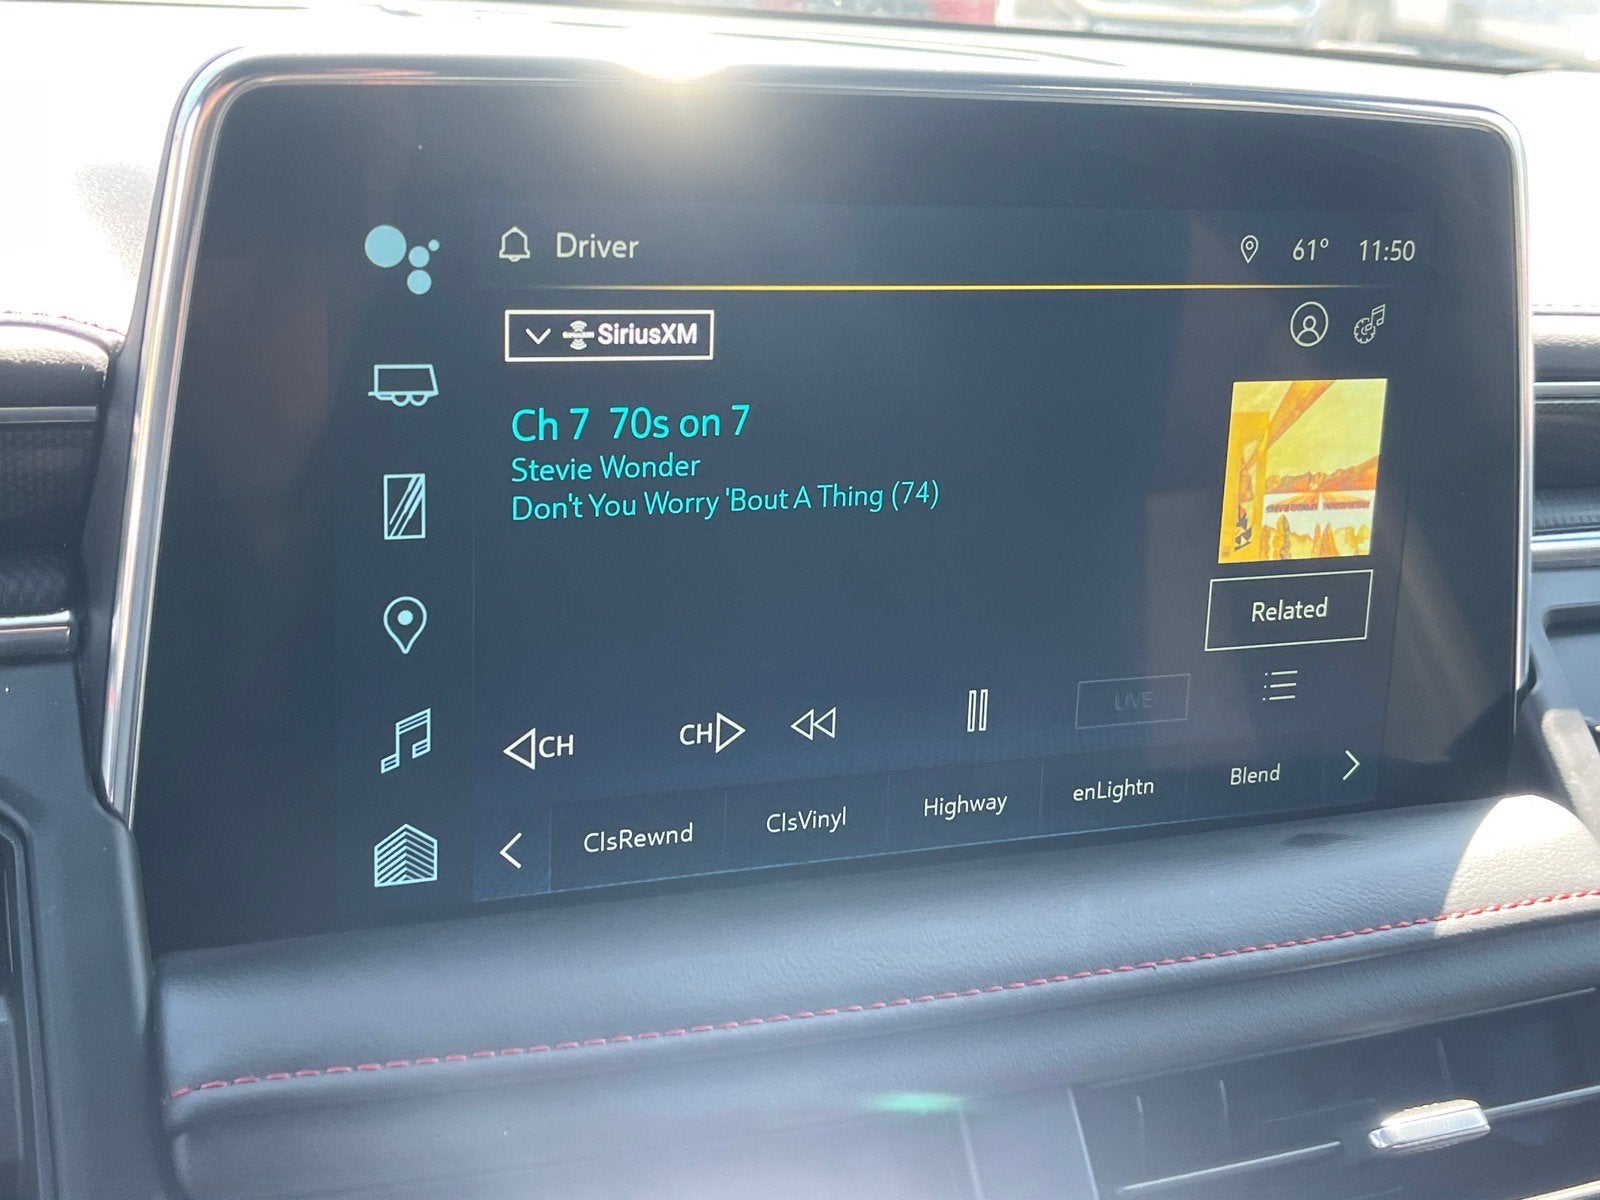 Driver
61° 11:50
SiriusXM
Ch 7 70s on 7
Stevie Wonder
Don't You Worry 'Bout A Thing (74)
Related
CH
CH
LIVE
ClsRewnd
ClsVinyl
Highway
enLightn
Blend